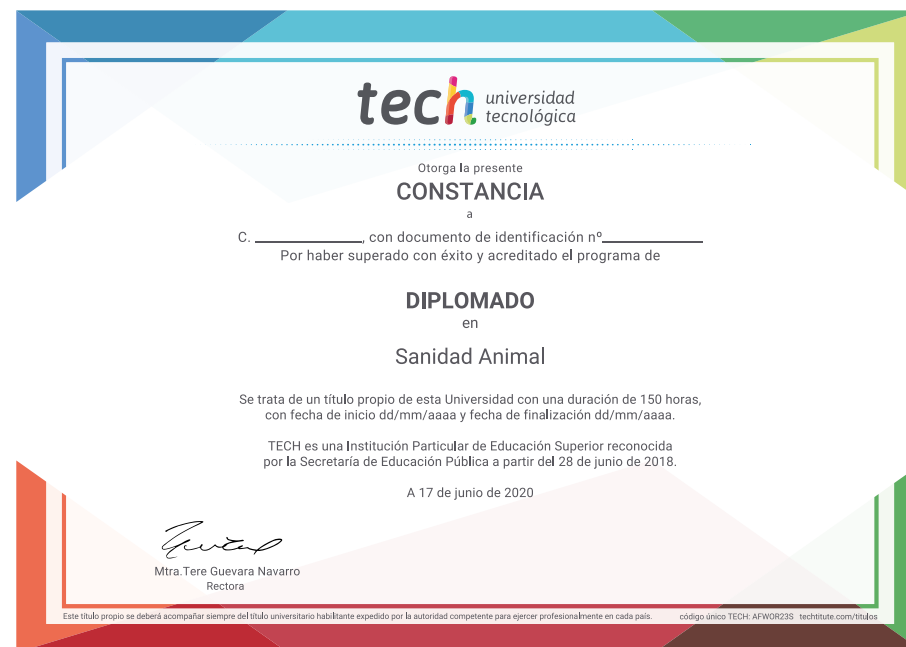 tech universidad
tecnológica
Otorga la presente
CONSTANCIA
a
C. ____________, con documento de identificación nº____________
Por haber superado con éxito y acreditado el programa de
DIPLOMADO
en
Sanidad Animal
Se trata de un título propio de esta Universidad con una duración de 150 horas,
con fecha de inicio dd/mm/aaaa y fecha de finalización dd/mm/aaaa.
TECH es una Institución Particular de Educación Superior reconocida
por la Secretaría de Educación Pública a partir del 28 de junio de 2018.
A 17 de junio de 2020
Mtra.Tere Guevara Navarro
Rectora
Este título propio se deberá acompañar siempre del título universitario habilitante expedido por la autoridad competente para ejercer profesionalmente en cada país. código único TECH: AFWOR23S techtitute.com/titulos